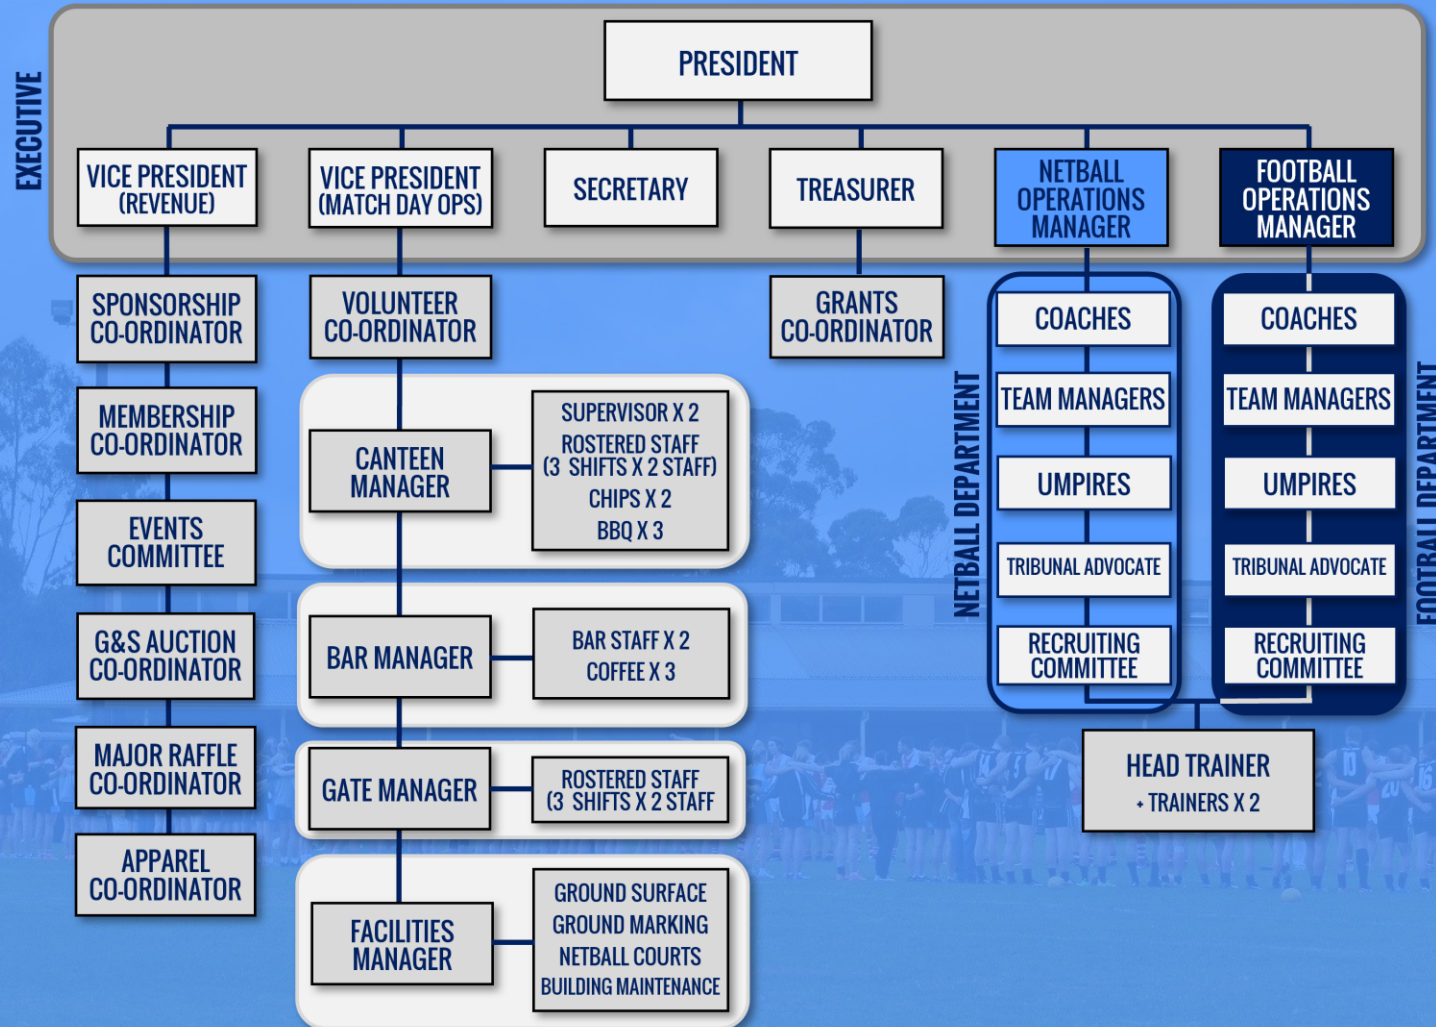 EXECUTIVE
PRESIDENT
VICE PRESIDENT
(REVENUE)
VICE PRESIDENT
(MATCH DAY OPS)
SECRETARY
TREASURER
NETBALL
OPERATIONS
MANAGER
FOOTBALL
OPERATIONS
MANAGER
SPONSORSHIP
CO-ORDINATOR
MEMBERSHIP
CO-ORDINATOR
EVENTS
COMMITTEE
G&S AUCTION
CO-ORDINATOR
MAJOR RAFFLE
CO-ORDINATOR
APPAREL
CO-ORDINATOR
VOLUNTEER
CO-ORDINATOR
CANTEEN
MANAGER
SUPERVISOR X 2
ROSTERED STAFF
(3 SHIFTS X 2 STAFF)
CHIPS X 2
BBQ X 3
BAR MANAGER
BAR STAFF X 2
COFFEE X 3
GATE MANAGER
ROSTERED STAFF
(3 SHIFTS X 2 STAFF
FACILITIES
MANAGER
GROUND SURFACE
GROUND MARKING
NETBALL COURTS
BUILDING MAINTENANCE
GRANTS
CO-ORDINATOR
NETBALL DEPARTMENT
COACHES
TEAM MANAGERS
UMPIRES
TRIBUNAL ADVOCATE
RECRUITING
COMMITTEE
FOOTBALL DEPARTMENT
COACHES
TEAM MANAGERS
UMPIRES
TRIBUNAL ADVOCATE
RECRUITING
COMMITTEE
HEAD TRAINER
+ TRAINERS X 2